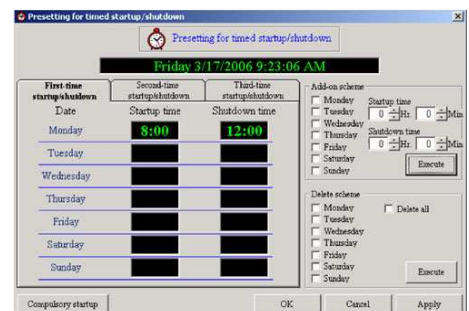 Presetting for timed startup/shutdown
Presetting for timed startup/shutdown
Friday 3/17/2006 9:23:06 AM
First-time startup/shutdown
Second-time startup/shutdown
Third-time startup/shutdown
Date Startup time Shutdown time
Monday 8:00 12:00
Tuesday
Wednesday
Thursday
Friday
Saturday
Sunday
Add-on scheme
Monday
Tuesday
Wednesday
Thursday
Friday
Saturday
Sunday
Startup time
0 Hr 0 Min
Shutdown time
0 Hr 0 Min
Execute
Delete scheme
Monday
Tuesday
Wednesday
Thursday
Friday
Saturday
Sunday
Delete all
Execute
Compulsory startup OK Cancel Apply